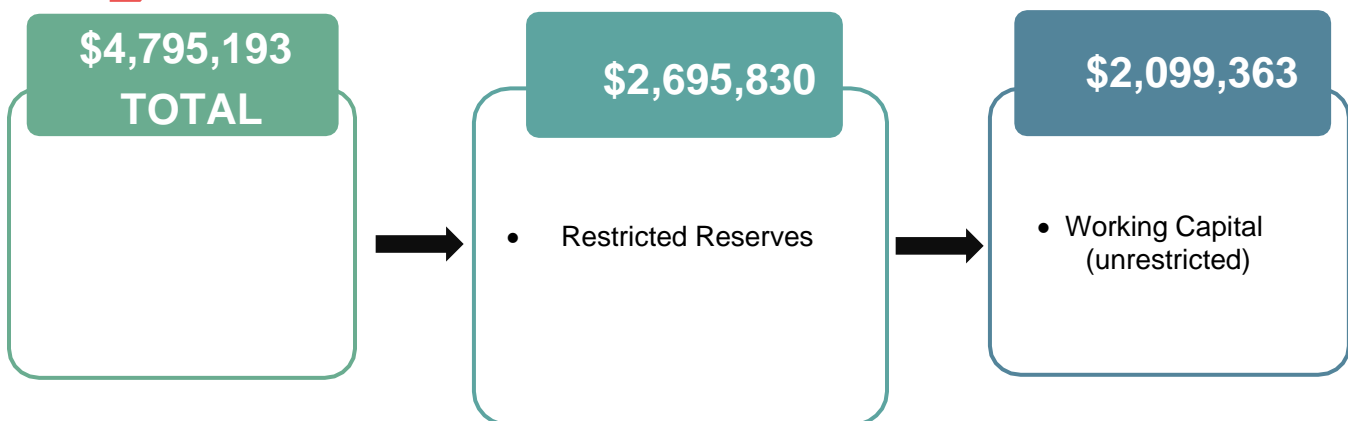 $4,795,193
TOTAL
$2,695,830
• Restricted Reserves
$2,099,363
• Working Capital
(unrestricted)